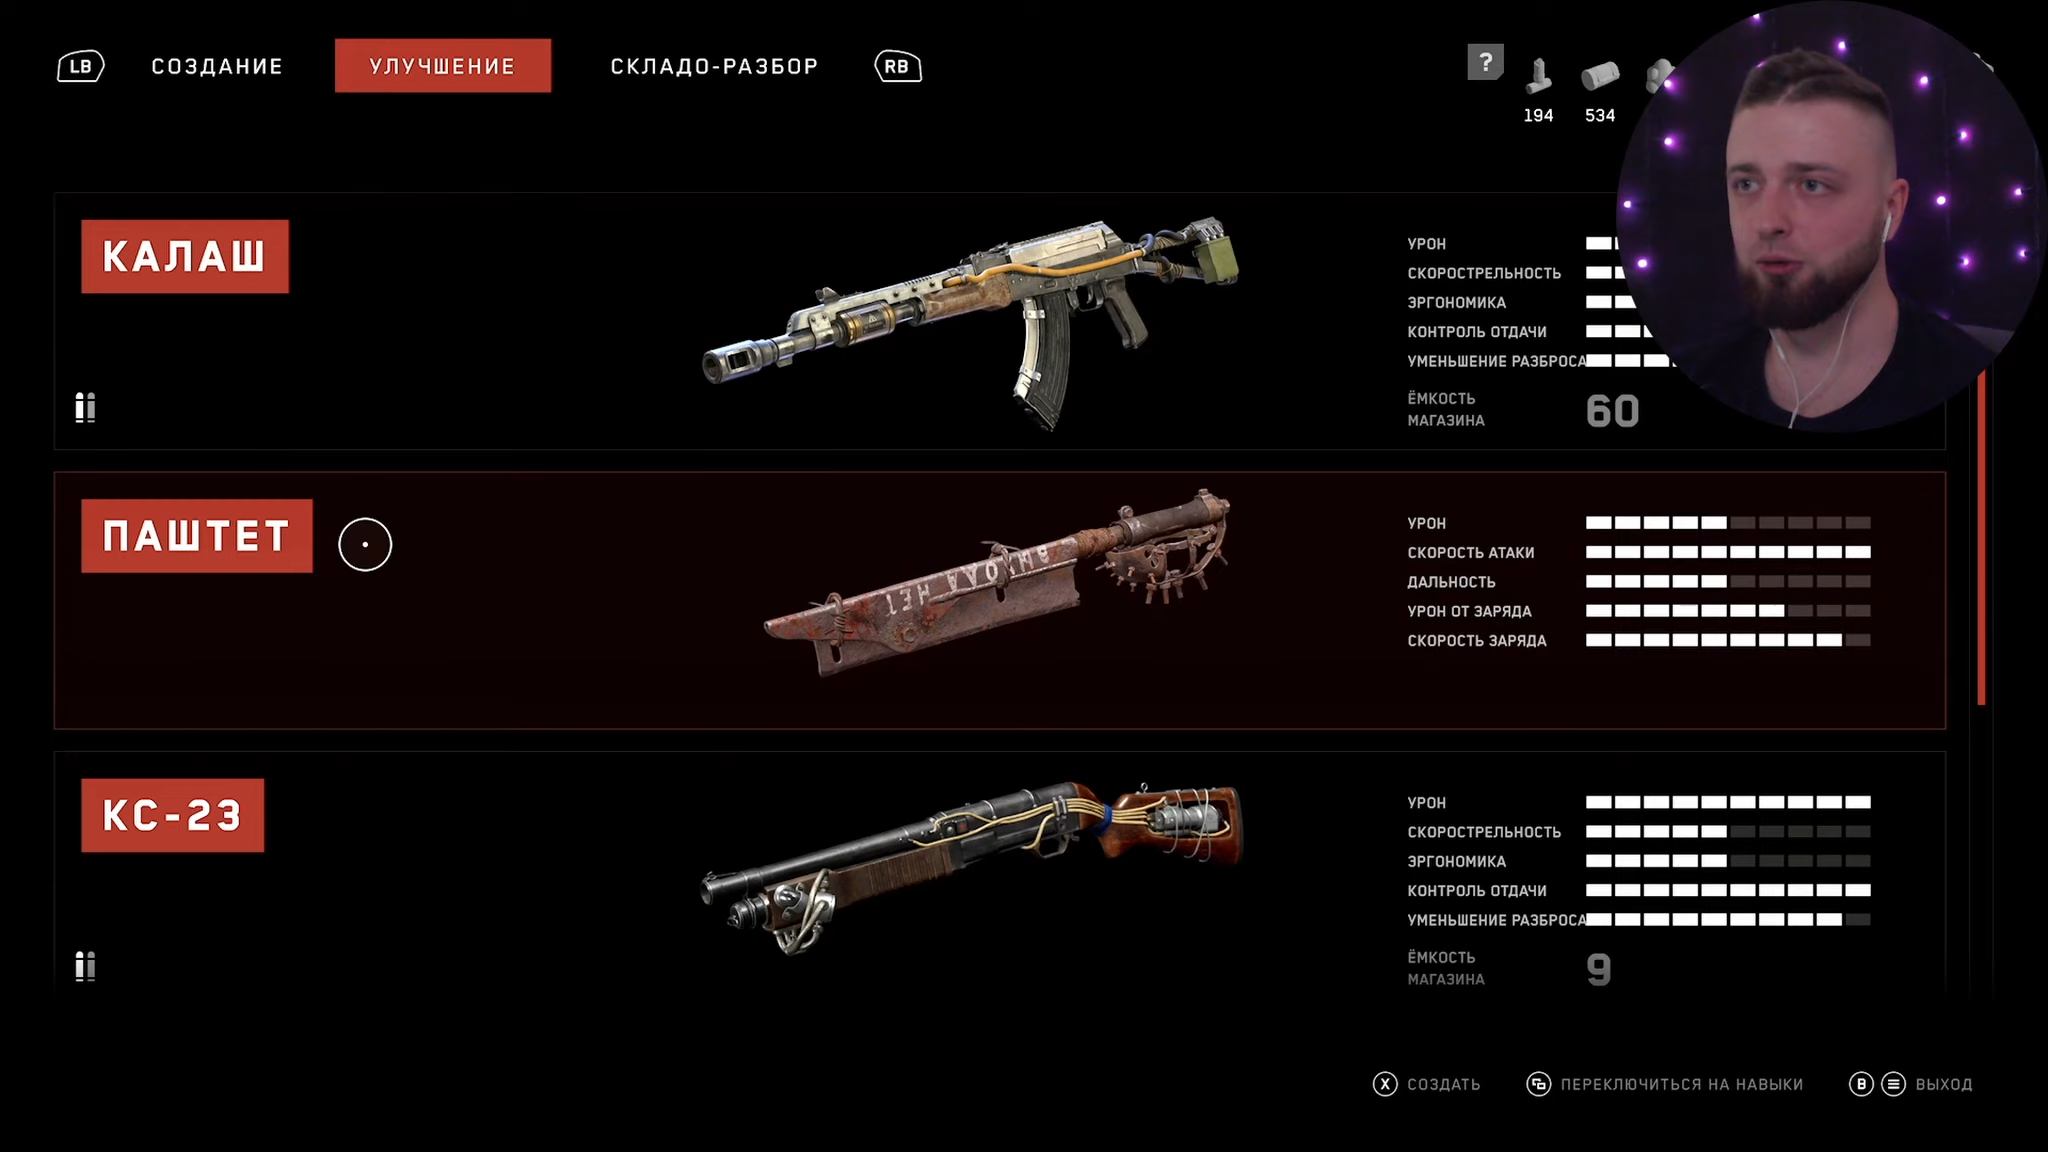 LB СОЗДАНИЕ УЛУЧШЕНИЕ СКЛАДО-РАЗБОР RB
?
194 534
КАЛАШ
УРОН
СКОРОСТРЕЛЬНОСТЬ
ЭРГОНОМИКА
КОНТРОЛЬ ОТДАЧИ
УМЕНЬШЕНИЕ РАЗБРОСА
ЁМКОСТЬ
МАГАЗИНА
60
ПАШТЕТ
ВЫХОДА НЕТ
УРОН
СКОРОСТЬ АТАКИ
ДАЛЬНОСТЬ
УРОН ОТ ЗАРЯДА
СКОРОСТЬ ЗАРЯДА
КС-23
УРОН
СКОРОСТРЕЛЬНОСТЬ
ЭРГОНОМИКА
КОНТРОЛЬ ОТДАЧИ
УМЕНЬШЕНИЕ РАЗБРОСА
ЁМКОСТЬ
МАГАЗИНА
9
X СОЗДАТЬ ПЕРЕКЛЮЧИТЬСЯ НА НАВЫКИ B ВЫХОД